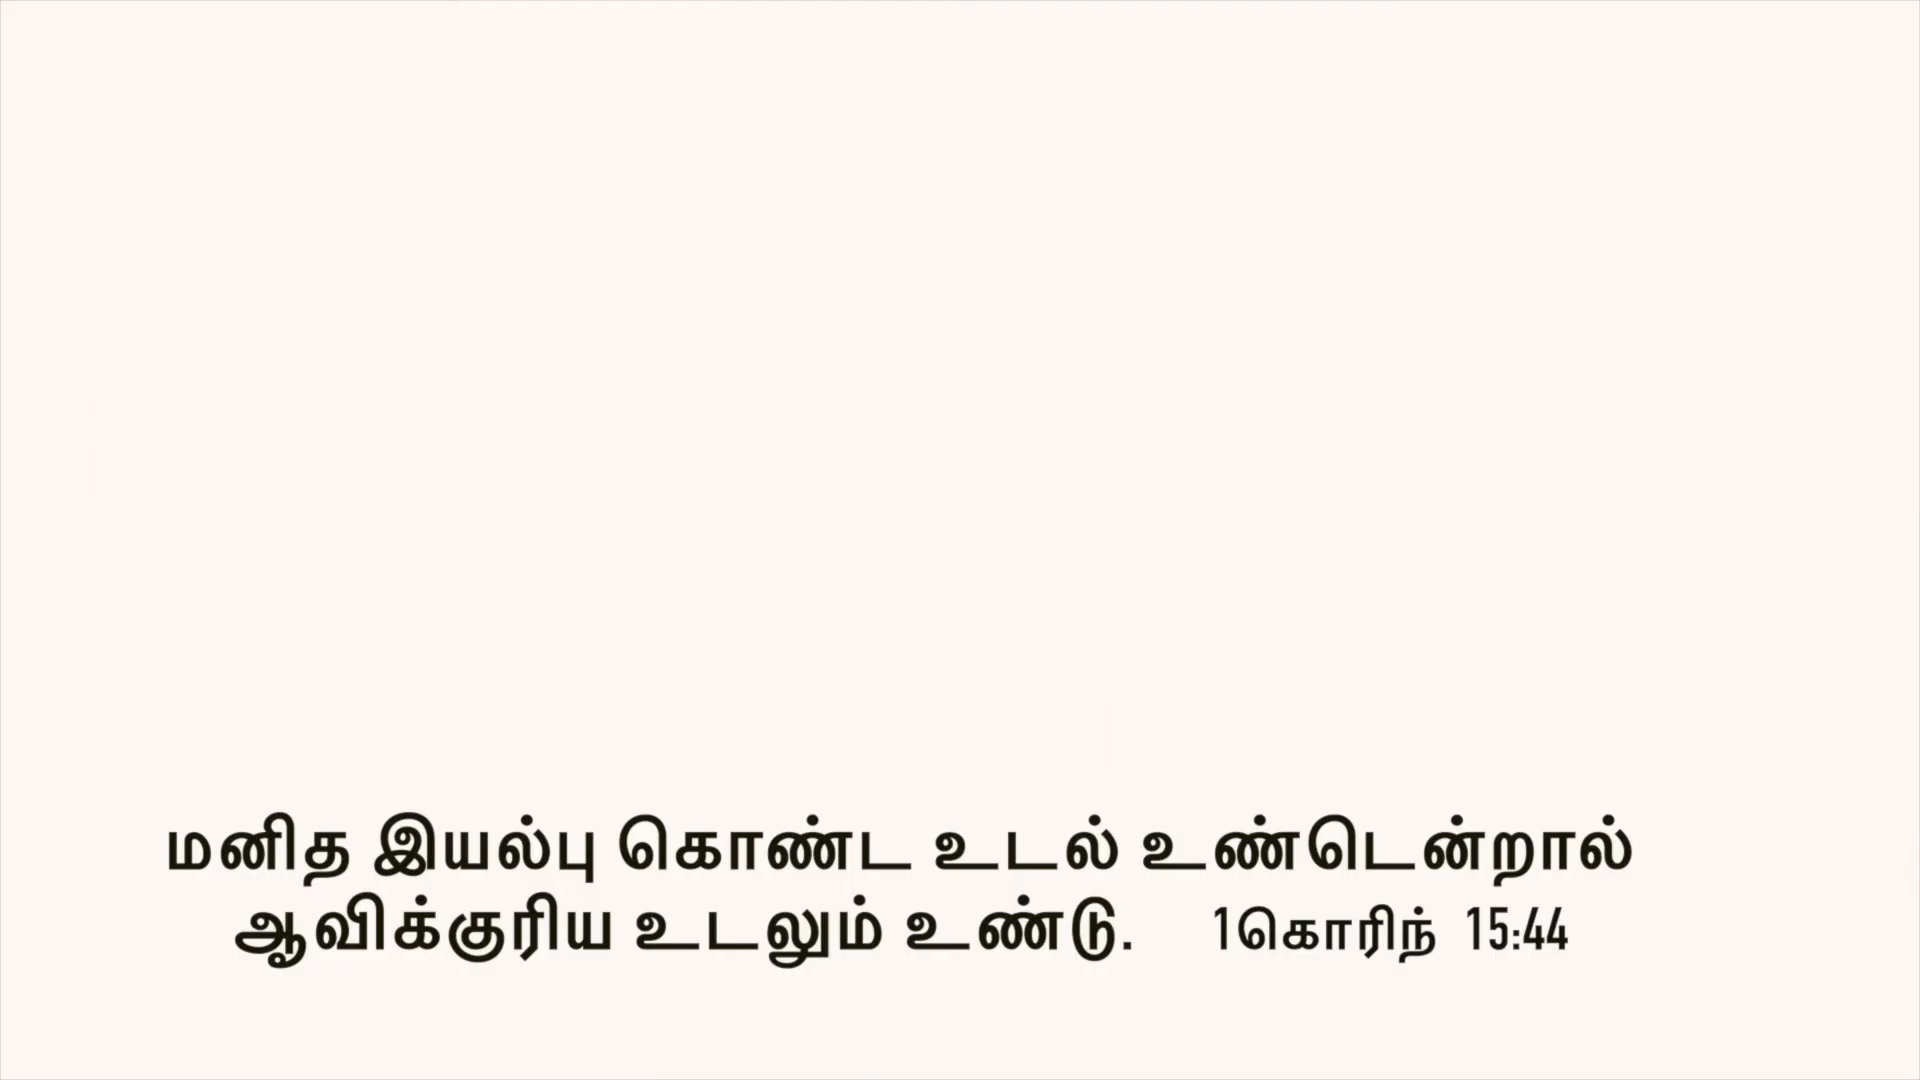 மனித இயல்பு கொண்ட உடல் உண்டென்றால்
ஆவிக்குரிய உடலும் உண்டு. 1கொரிந் 15:44